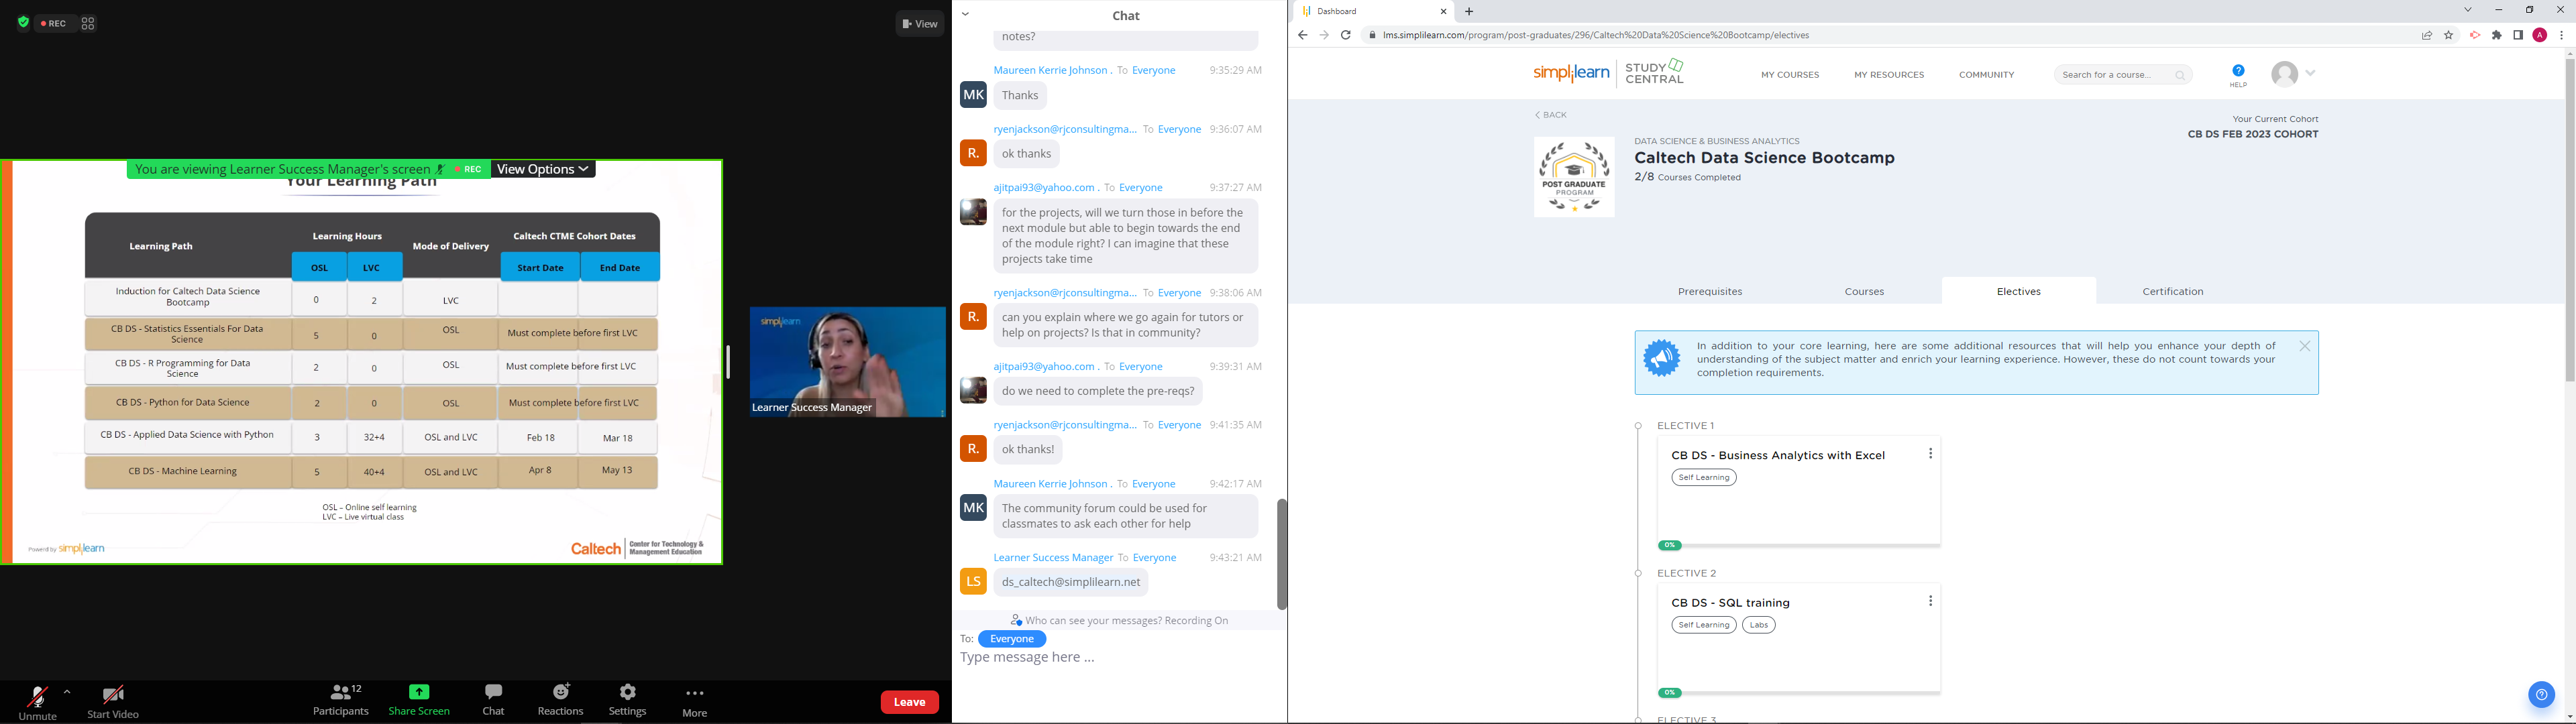 REC
View
You are viewing Learner Success Manager's screen
REC
View Options
Your Learning Path
Learning Path
Learning Hours
Mode of Delivery
Caltech CTME Cohort Dates
OSL
LVC
Start Date
End Date
Induction for Caltech Data Science
Bootcamp
0
2
LVC
CB DS - Statistics Essentials For Data
Science
5
0
OSL
Must complete before first LVC
CB DS - R Programming for Data
Science
2
0
OSL
Must complete before first LVC
CB DS - Python for Data Science
2
0
OSL
Must complete before first LVC
CB DS - Applied Data Science with Python
3
32+4
OSL and LVC
Feb 18
Mar 18
CB DS - Machine Learning
5
40+4
OSL and LVC
Apr 8
May 13
OSL – Online self learning
LVC – Live virtual class
Powered by simplilearn
Caltech
Center for Technology &
Management Education
simplilearn
Learner Success Manager
Unmute
Start Video
12
Participants
Share Screen
Chat
Reactions
Settings
More
Leave
Chat
notes?
Maureen Kerrie Johnson . To Everyone 9:35:29 AM
MK
Thanks
ryenjackson@rjconsultingma... To Everyone 9:36:07 AM
R.
ok thanks
ajitpai93@yahoo.com . To Everyone 9:37:27 AM
for the projects, will we turn those in before the
next module but able to begin towards the end
of the module right? I can imagine that these
projects take time
ryenjackson@rjconsultingma... To Everyone 9:38:06 AM
R.
can you explain where we go again for tutors or
help on projects? Is that in community?
ajitpai93@yahoo.com . To Everyone 9:39:31 AM
do we need to complete the pre-reqs?
ryenjackson@rjconsultingma... To Everyone 9:41:35 AM
R.
ok thanks!
Maureen Kerrie Johnson . To Everyone 9:42:17 AM
MK
The community forum could be used for
classmates to ask each other for help
Learner Success Manager To Everyone 9:43:21 AM
LS
ds_caltech@simplilearn.net
Who can see your messages? Recording On
To: Everyone
Type message here ...
Dashboard
lms.simplilearn.com/program/post-graduates/296/Caltech%20Data%20Science%20Bootcamp/electives
A
simplilearn
STUDY
CENTRAL
MY COURSES
MY RESOURCES
COMMUNITY
Search for a course...
HELP
BACK
Your Current Cohort
CB DS FEB 2023 COHORT
POST GRADUATE
PROGRAM
DATA SCIENCE & BUSINESS ANALYTICS
Caltech Data Science Bootcamp
2/8 Courses Completed
Prerequisites
Courses
Electives
Certification
In addition to your core learning, here are some additional resources that will help you enhance your depth of
understanding of the subject matter and enrich your learning experience. However, these do not count towards your
completion requirements.
ELECTIVE 1
CB DS - Business Analytics with Excel
Self Learning
0%
ELECTIVE 2
CB DS - SQL training
Self Learning
Labs
0%
ELECTIVE 3